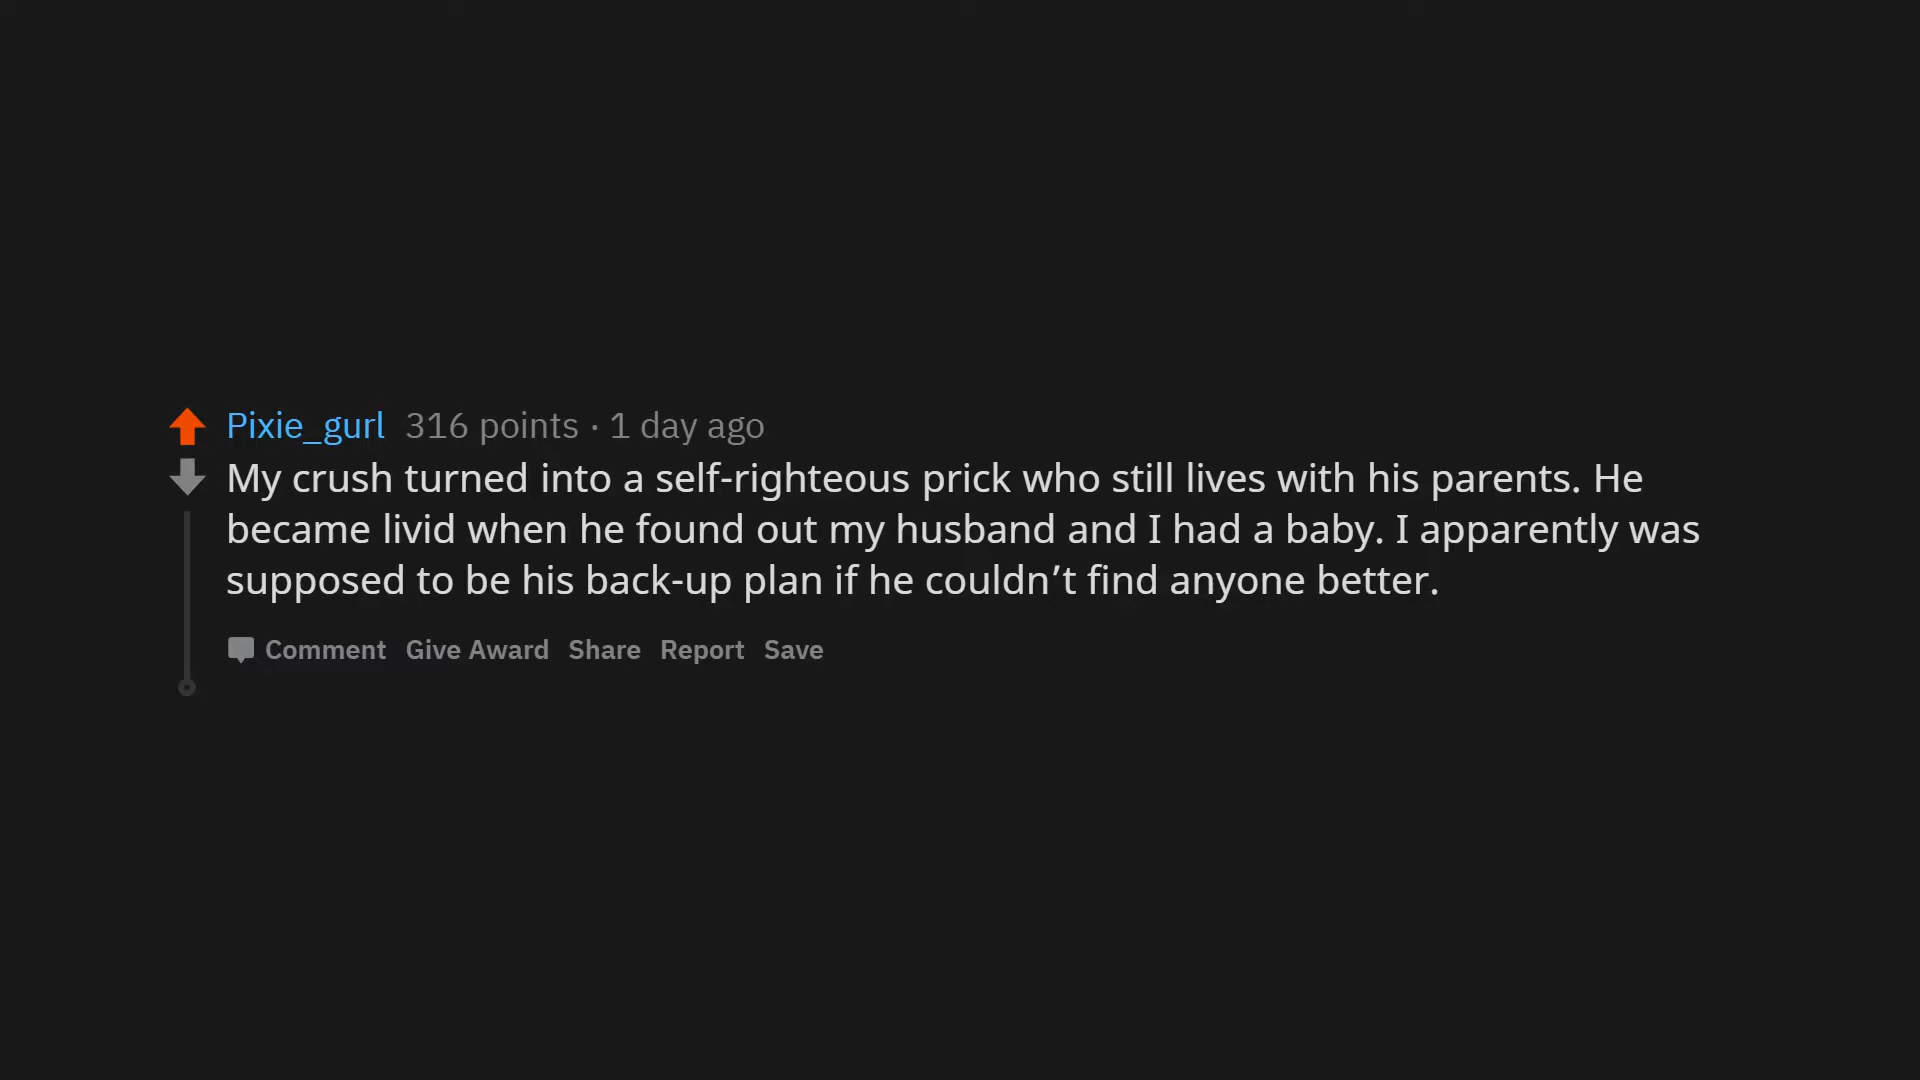 Pixie_gurl 316 points · 1 day ago
My crush turned into a self-righteous prick who still lives with his parents. He
became livid when he found out my husband and I had a baby. I apparently was
supposed to be his back-up plan if he couldn’t find anyone better.
Comment Give Award Share Report Save